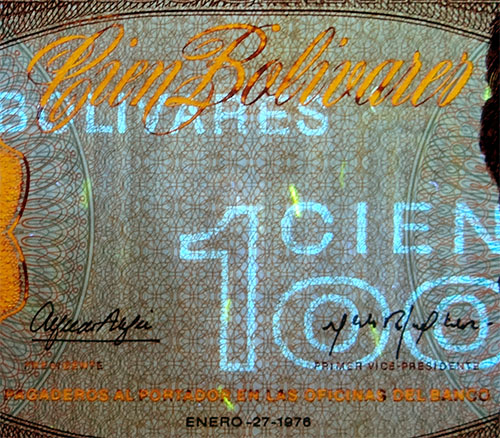 Cien Bolivares
BOLIVARES
CIEN
100
PRESIDENTE PRIMER VICE-PRESIDENTE
PAGADEROS AL PORTADOR EN LAS OFICINAS DEL BANCO
ENERO -27-1976